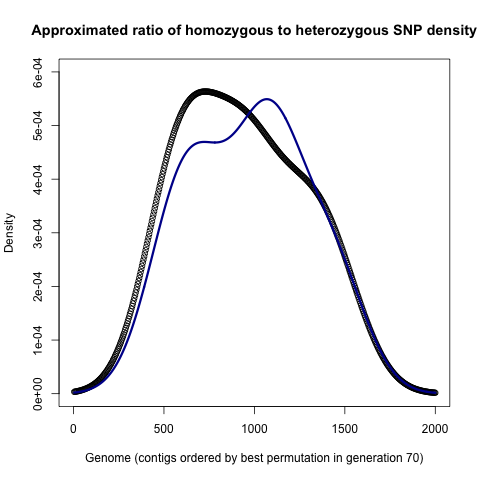 Approximated ratio of homozygous to heterozygous SNP density
6e-04
5e-04
4e-04
3e-04
2e-04
1e-04
0e+00
Density
0 500 1000 1500 2000
Genome (contigs ordered by best permutation in generation 70)